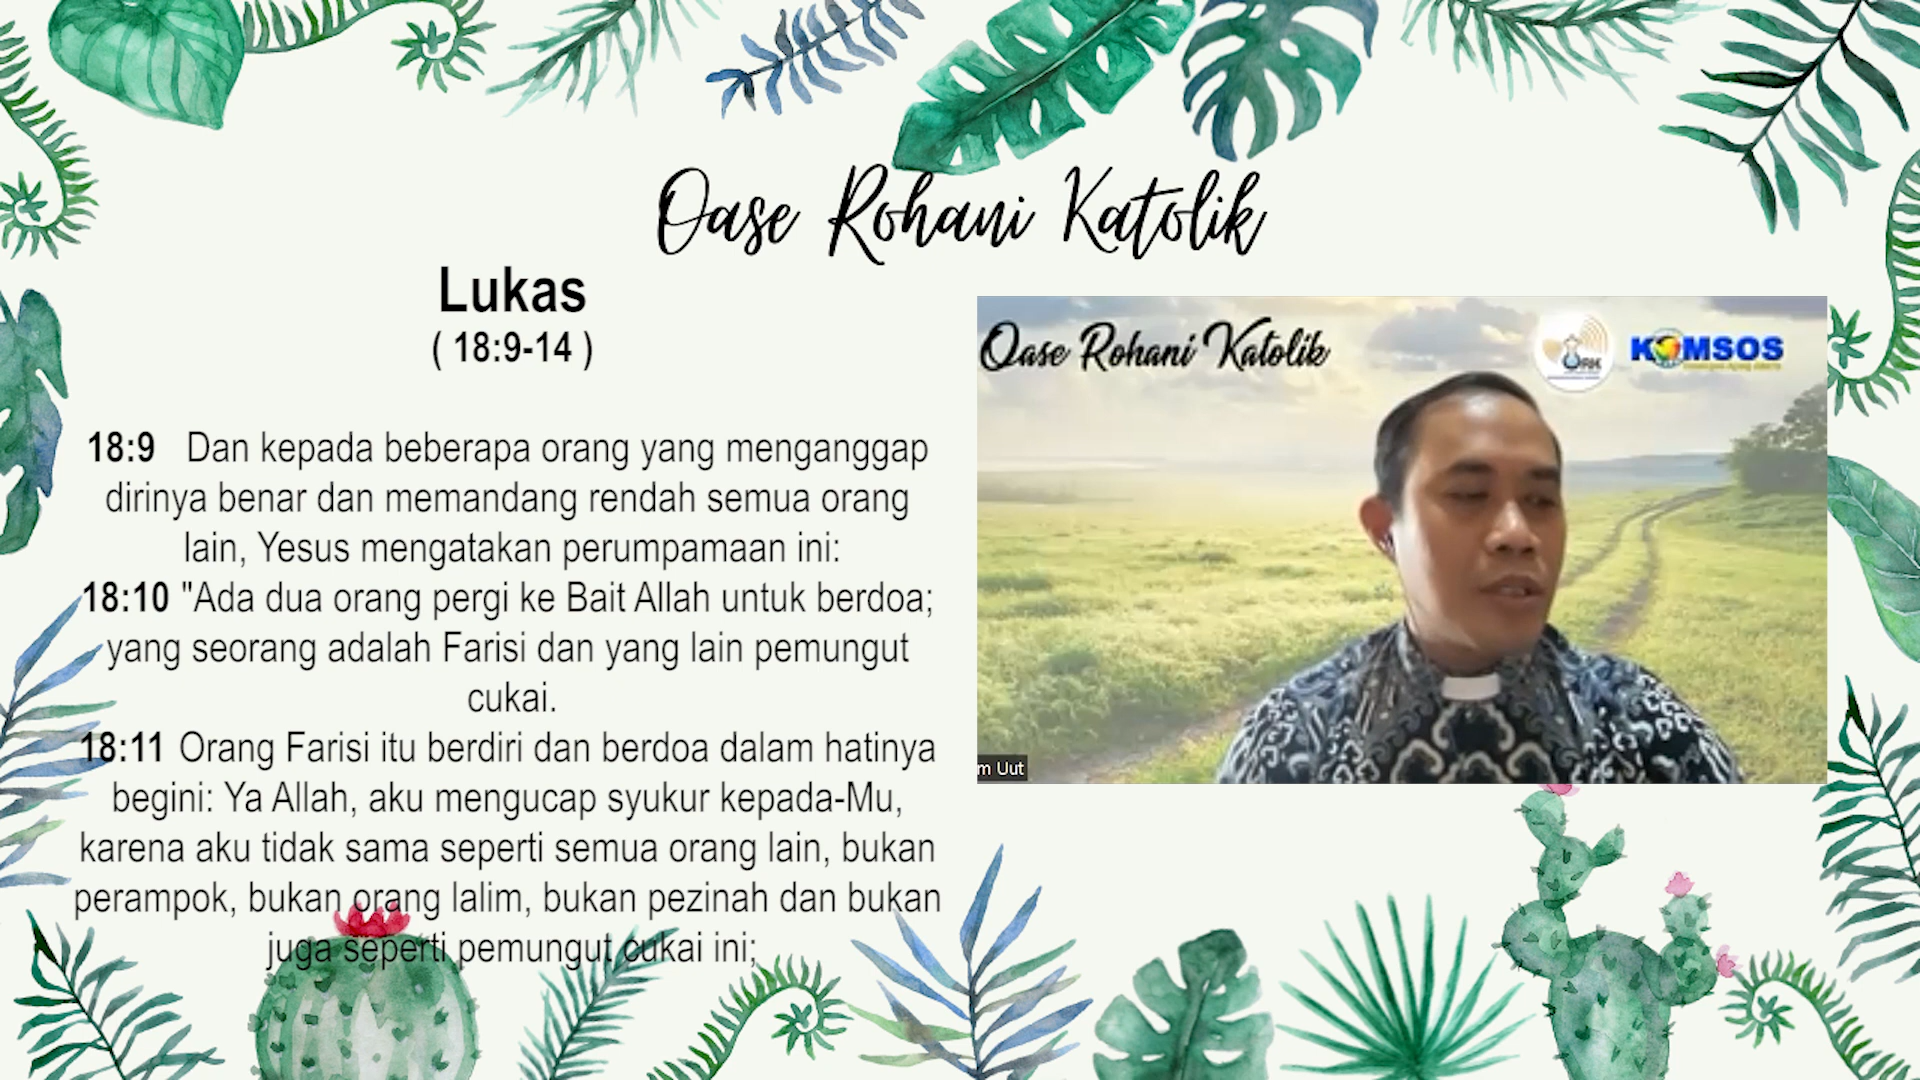 Oase Rohani Katolik
Lukas
( 18:9-14 )
18:9 Dan kepada beberapa orang yang menganggap
dirinya benar dan memandang rendah semua orang
lain, Yesus mengatakan perumpamaan ini:
18:10 "Ada dua orang pergi ke Bait Allah untuk berdoa;
yang seorang adalah Farisi dan yang lain pemungut
cukai.
18:11 Orang Farisi itu berdiri dan berdoa dalam hatinya
begini: Ya Allah, aku mengucap syukur kepada-Mu,
karena aku tidak sama seperti semua orang lain, bukan
perampok, bukan orang lalim, bukan pezinah dan bukan
juga seperti pemungut cukai ini;
Oase Rohani Katolik
KOMSOS
m Uut